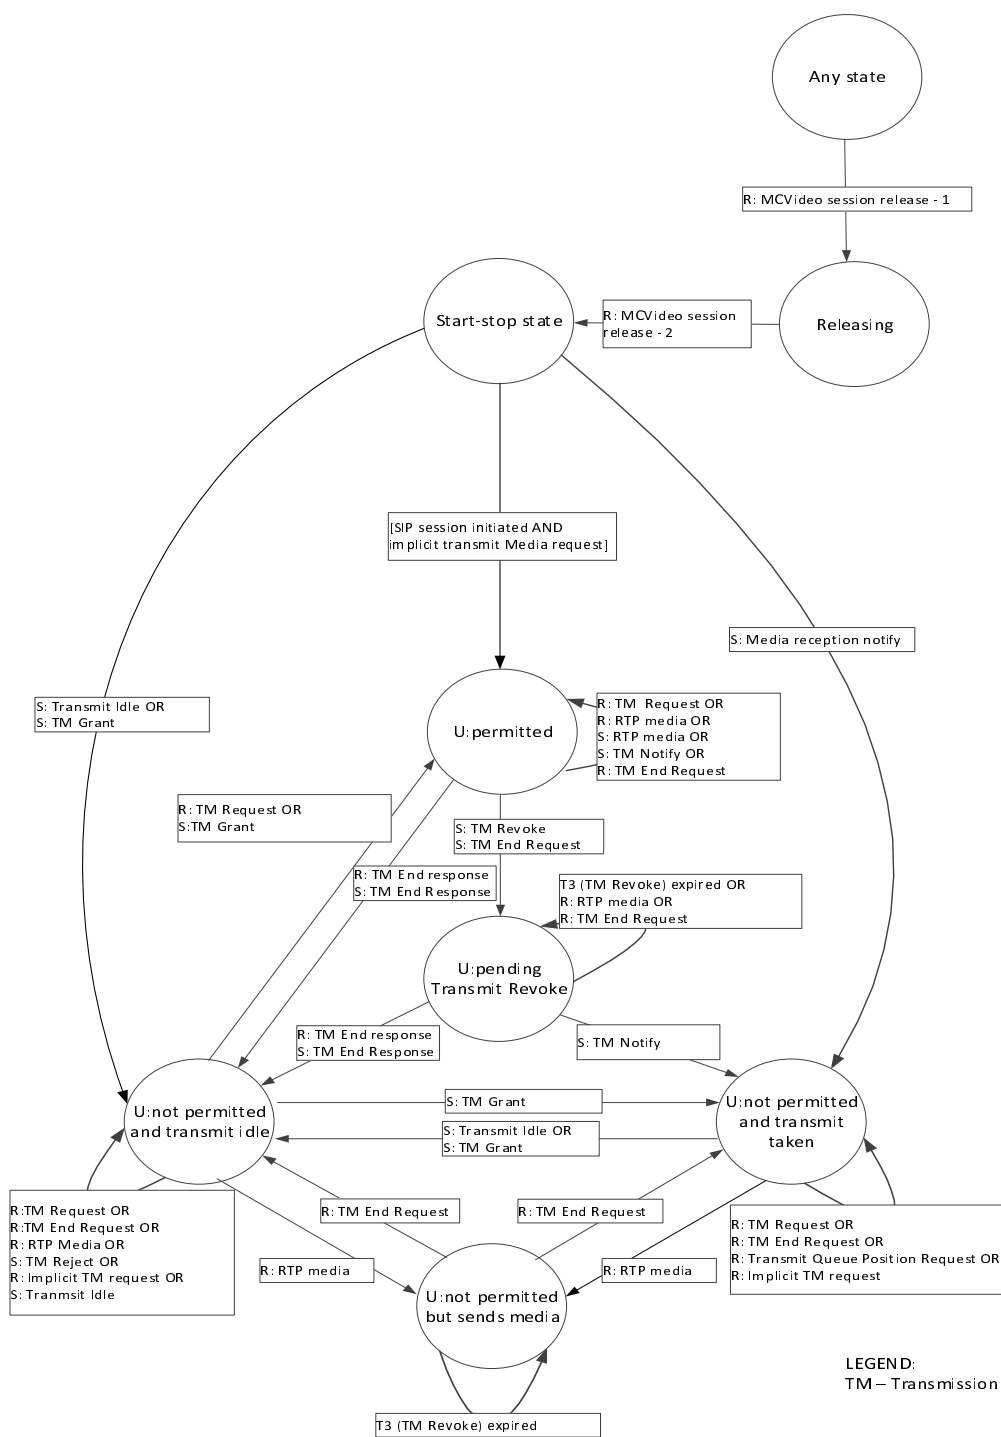 Any state
R: MCVideo session release - 1
Start-stop state
R: MCVideo session
release - 2
Releasing
[SIP session initiated AND
implicit transmit Media request]
S: Media reception notify
S: Transmit Idle OR
S: TM Grant
U:permitted
R: TM Request OR
R: RTP media OR
S: RTP media OR
S: TM Notify OR
R: TM End Request
R: TM Request OR
S:TM Grant
S: TM Revoke
S: TM End Request
R: TM End response
S: TM End Response
T3 (TM Revoke) expired OR
R: RTP media OR
R: TM End Request
U:pending
Transmit Revoke
R: TM End response
S: TM End Response
S: TM Notify
U:not permitted
and transmit idle
S: TM Grant
S: Transmit Idle OR
S: TM Grant
U:not permitted
and transmit
taken
R:TM Request OR
R:TM End Request OR
R: RTP Media OR
S: TM Reject OR
R: Implicit TM request OR
S: Tranmsit Idle
R: TM End Request
R: TM End Request
R: TM Request OR
R: TM End Request OR
R: Transmit Queue Position Request OR
R: Implicit TM request
R: RTP media
R: RTP media
U:not permitted
but sends media
T3 (TM Revoke) expired
LEGEND:
TM – Transmission